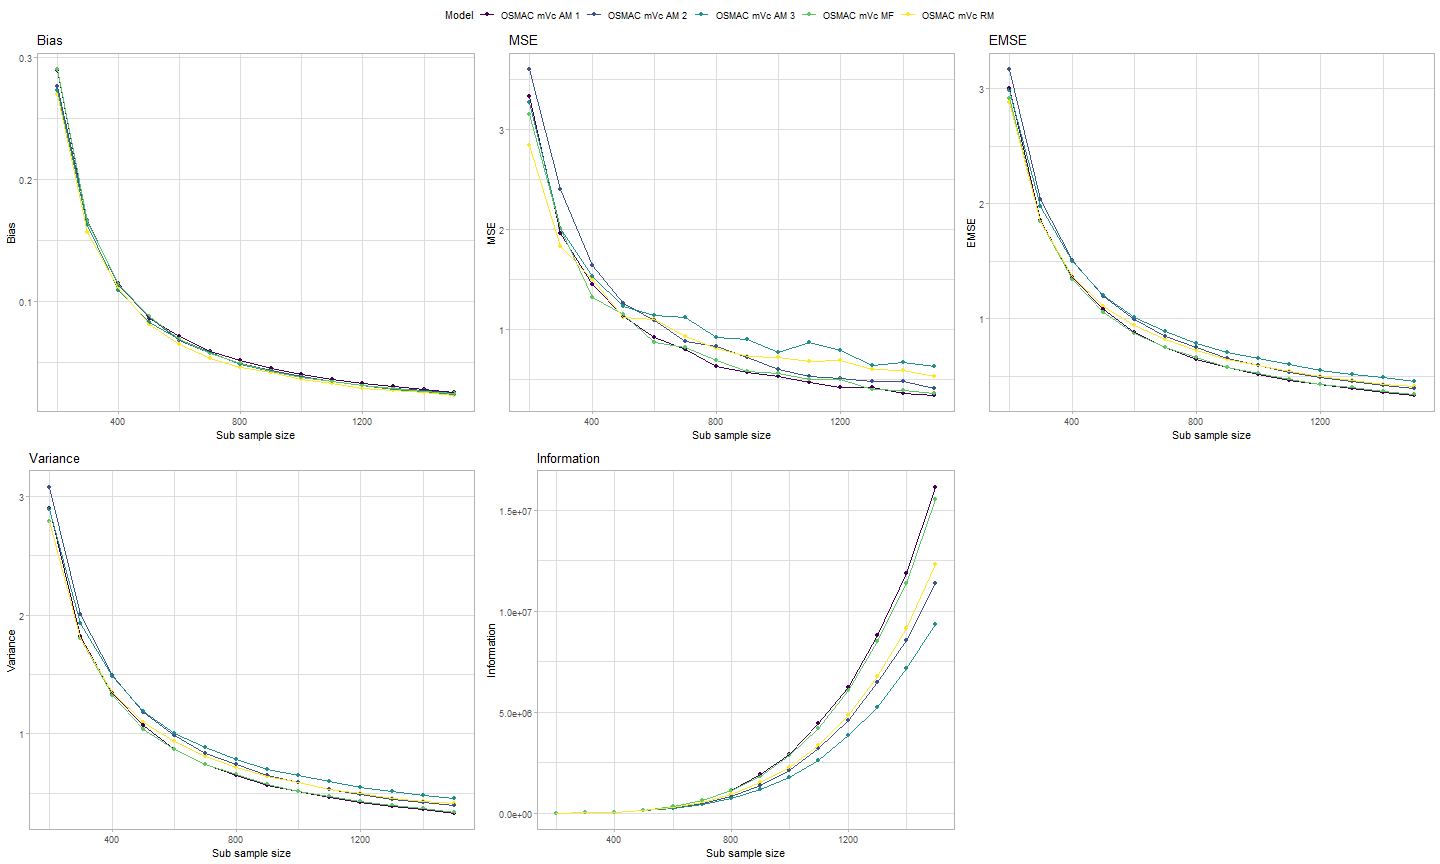 Model OSMAC mVc AM 1 OSMAC mVc AM 2 OSMAC mVc AM 3 OSMAC mVc MF OSMAC mVc RM
Bias
0.3
0.2
0.1
Bias
400 800 1200
Sub sample size
MSE
3
2
1
MSE
400 800 1200
Sub sample size
EMSE
3
2
1
EMSE
400 800 1200
Sub sample size
Variance
3
2
1
Variance
400 800 1200
Sub sample size
Information
1.5e+07
1.0e+07
5.0e+06
0.0e+00
Information
400 800 1200
Sub sample size